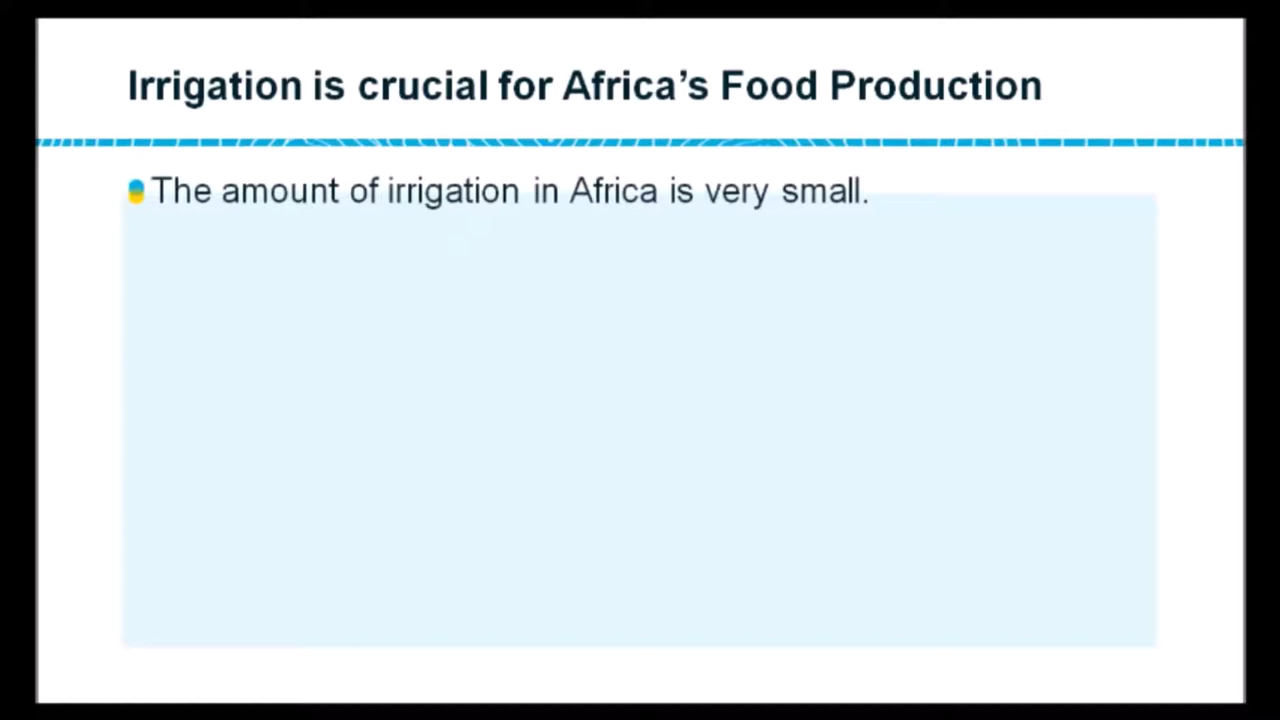 Irrigation is crucial for Africa’s Food Production
The amount of irrigation in Africa is very small.